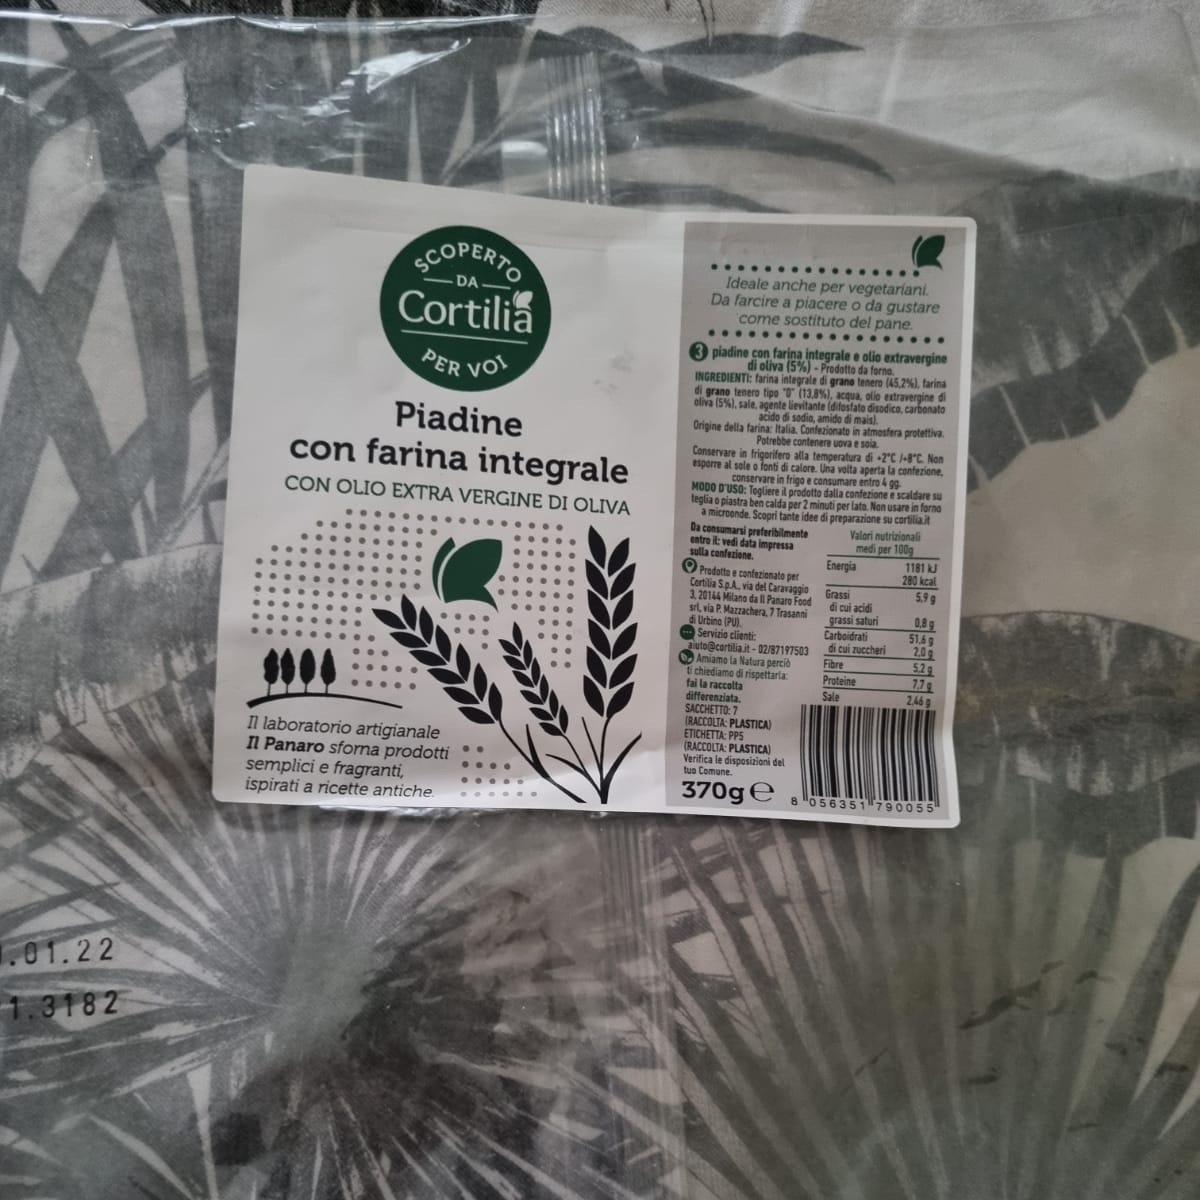 SCOPERTO
DA
Cortilia
PER VOI
Piadine
con farina integrale
CON OLIO EXTRA VERGINE DI OLIVA
Il laboratorio artigianale
Il Panaro sforna prodotti
semplici e fragranti,
ispirati a ricette antiche.
Ideale anche per vegetariani.
Da farcire a piacere o da gustare
come sostituto del pane.
3 piadine con farina integrale e olio extravergine
di oliva (5%) - Prodotto da forno.
INGREDIENTI: farina integrale di grano tenero (45,2%), farina
di grano tenero tipo "0" (13,8%), acqua, olio extravergine di
oliva (5%), sale, agente lievitante (difosfato disodico, carbonato
acido di sodio, amido di mais).
Origine della farina: Italia. Confezionato in atmosfera protettiva.
Potrebbe contenere uova e soia.
Conservare in frigorifero alla temperatura di +2°C /+8°C. Non
esporre al sole o fonti di calore. Una volta aperta la confezione,
conservare in frigo e consumare entro 4 gg.
MODO D'USO: Togliere il prodotto dalla confezione e scaldare su
teglia o piastra ben calda per 2 minuti per lato. Non usare in forno
a microonde. Scopri tante idee di preparazione su cortilia.it
Da consumarsi preferibilmente
entro il: vedi data impressa
sulla confezione.
Prodotto e confezionato per
Cortilia S.p.A., via del Caravaggio
3, 20144 Milano da Il Panaro Food
srl, via P. Mazzachera, 7 Trasanni
di Urbino (PU).
Servizio clienti:
aiuto@cortilia.it - 02/87197503
Amiamo la Natura perciò
ti chiediamo di rispettarla:
fai la raccolta
differenziata.
SACCHETTO: 7
(RACCOLTA: PLASTICA)
ETICHETTA: PP5
(RACCOLTA: PLASTICA)
Verifica le disposizioni del
tuo Comune.
370g e
Valori nutrizionali
medi per 100g
Energia 1181 kJ
280 kcal
Grassi 5,9 g
di cui acidi
grassi saturi 0,8 g
Carboidrati 51,6 g
di cui zuccheri 2,0 g
Fibre 5,2 g
Proteine 7,7 g
Sale 2,46 g
8 056351 790055
.01.22
1.3182